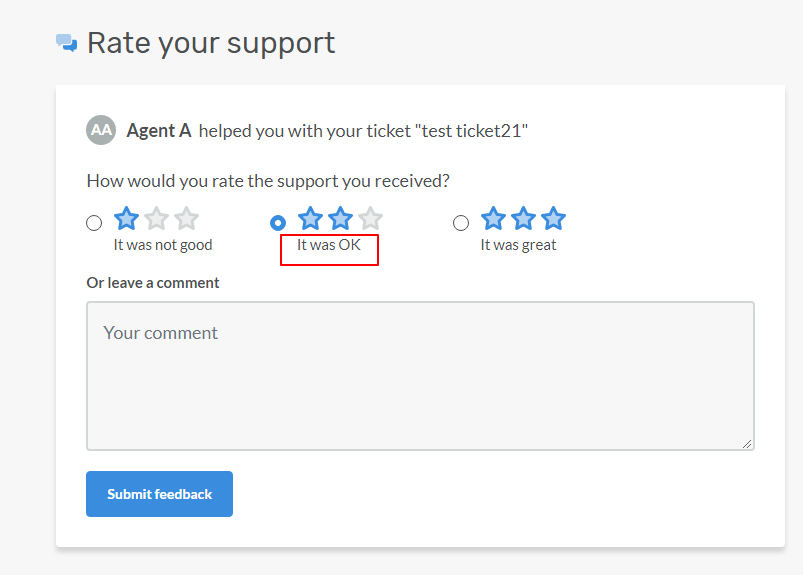 Rate your support
AA Agent A helped you with your ticket "test ticket21"
How would you rate the support you received?
It was not good It was OK It was great
Or leave a comment
Your comment
Submit feedback